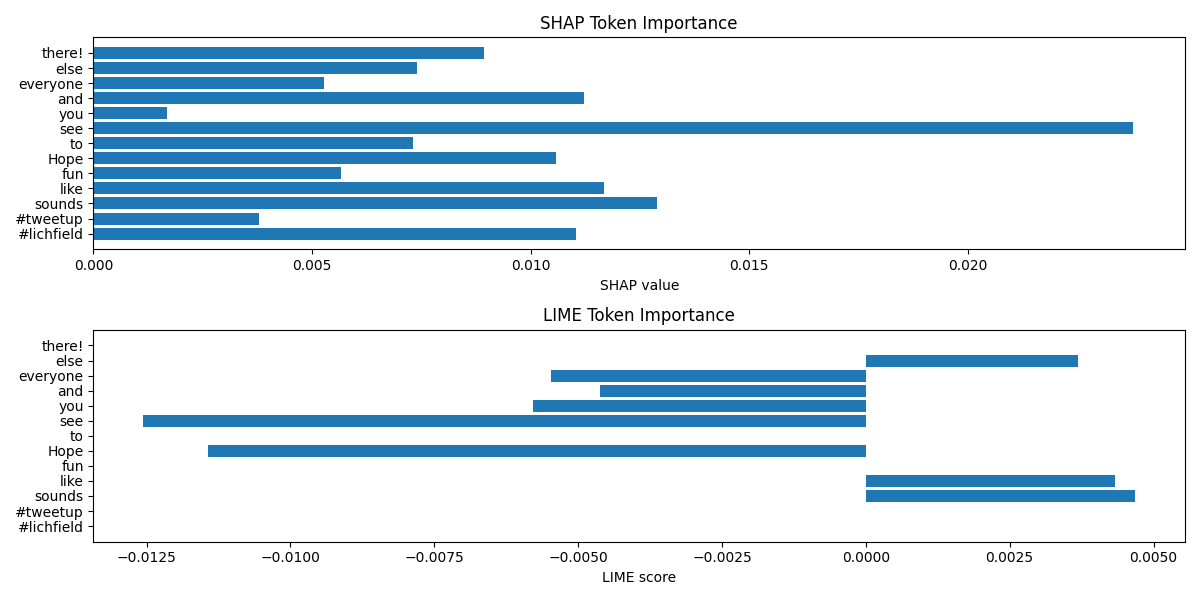 SHAP Token Importance
there!
else
everyone
and
you
see
to
Hope
fun
like
sounds
#tweetup
#lichfield
0.000 0.005 0.010 0.015 0.020
SHAP value
LIME Token Importance
there!
else
everyone
and
you
see
to
Hope
fun
like
sounds
#tweetup
#lichfield
−0.0125 −0.0100 −0.0075 −0.0050 −0.0025 0.0000 0.0025 0.0050
LIME score